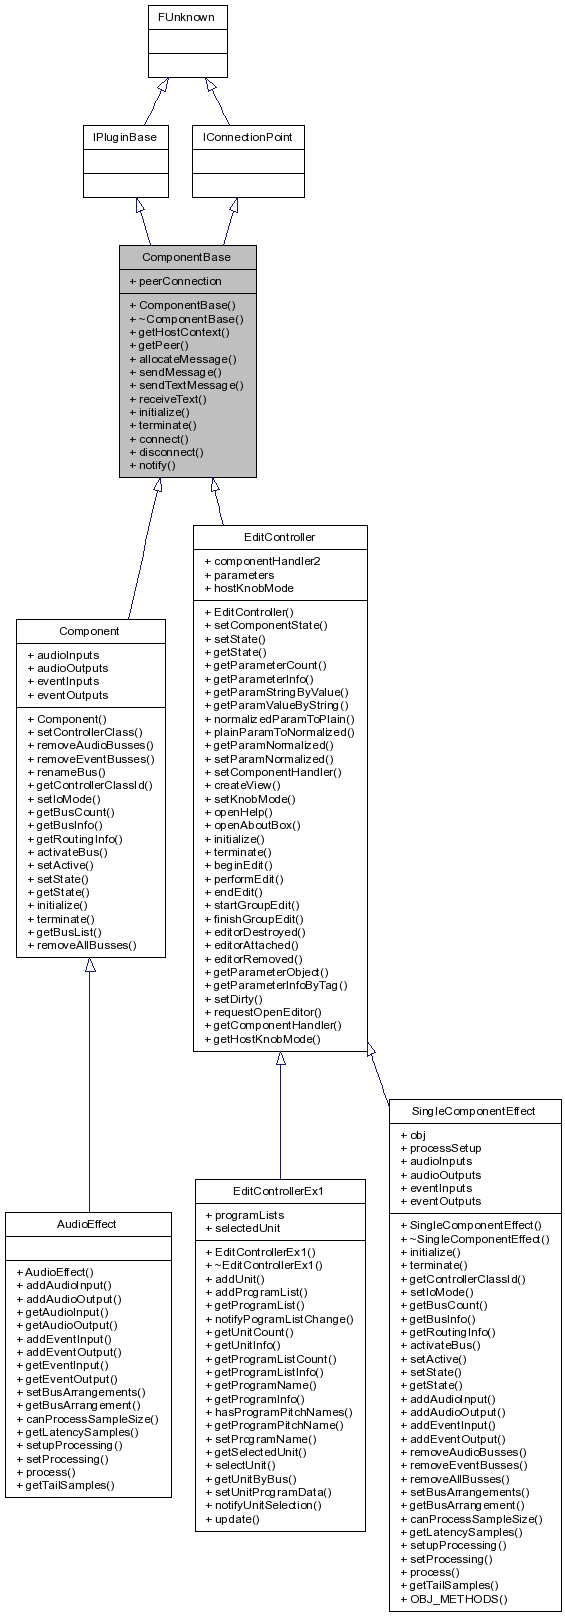 FUnknown
IPluginBase
IConnectionPoint
ComponentBase
+ peerConnection
+ ComponentBase()
+ ~ComponentBase()
+ getHostContext()
+ getPeer()
+ allocateMessage()
+ sendMessage()
+ sendTextMessage()
+ receiveText()
+ initialize()
+ terminate()
+ connect()
+ disconnect()
+ notify()
EditController
+ componentHandler2
+ parameters
+ hostKnobMode
+ EditController()
+ setComponentState()
+ setState()
+ getState()
+ getParameterCount()
+ getParameterInfo()
+ getParamStringByValue()
+ getParamValueByString()
+ normalizedParamToPlain()
+ plainParamToNormalized()
+ getParamNormalized()
+ setParamNormalized()
+ setComponentHandler()
+ createView()
+ setKnobMode()
+ openHelp()
+ openAboutBox()
+ initialize()
+ terminate()
+ beginEdit()
+ performEdit()
+ endEdit()
+ startGroupEdit()
+ finishGroupEdit()
+ editorDestroyed()
+ editorAttached()
+ editorRemoved()
+ getParameterObject()
+ getParameterInfoByTag()
+ setDirty()
+ requestOpenEditor()
+ getComponentHandler()
+ getHostKnobMode()
Component
+ audioInputs
+ audioOutputs
+ eventInputs
+ eventOutputs
+ Component()
+ setControllerClass()
+ removeAudioBusses()
+ removeEventBusses()
+ renameBus()
+ getControllerClassId()
+ setIoMode()
+ getBusCount()
+ getBusInfo()
+ getRoutingInfo()
+ activateBus()
+ setActive()
+ setState()
+ getState()
+ initialize()
+ terminate()
+ getBusList()
+ removeAllBusses()
AudioEffect
+ AudioEffect()
+ addAudioInput()
+ addAudioOutput()
+ getAudioInput()
+ getAudioOutput()
+ addEventInput()
+ addEventOutput()
+ getEventInput()
+ getEventOutput()
+ setBusArrangements()
+ getBusArrangement()
+ canProcessSampleSize()
+ getLatencySamples()
+ setupProcessing()
+ setProcessing()
+ process()
+ getTailSamples()
EditControllerEx1
+ programLists
+ selectedUnit
+ EditControllerEx1()
+ ~EditControllerEx1()
+ addUnit()
+ addProgramList()
+ getProgramList()
+ notifyPogramListChange()
+ getUnitCount()
+ getUnitInfo()
+ getProgramListCount()
+ getProgramListInfo()
+ getProgramName()
+ getProgramInfo()
+ hasProgramPitchNames()
+ getProgramPitchName()
+ setProgramName()
+ getSelectedUnit()
+ selectUnit()
+ getUnitByBus()
+ setUnitProgramData()
+ notifyUnitSelection()
+ update()
SingleComponentEffect
+ obj
+ processSetup
+ audioInputs
+ audioOutputs
+ eventInputs
+ eventOutputs
+ SingleComponentEffect()
+ ~SingleComponentEffect()
+ initialize()
+ terminate()
+ getControllerClassId()
+ setIoMode()
+ getBusCount()
+ getBusInfo()
+ getRoutingInfo()
+ activateBus()
+ setActive()
+ setState()
+ getState()
+ addAudioInput()
+ addAudioOutput()
+ addEventInput()
+ addEventOutput()
+ removeAudioBusses()
+ removeEventBusses()
+ removeAllBusses()
+ setBusArrangements()
+ getBusArrangement()
+ canProcessSampleSize()
+ getLatencySamples()
+ setupProcessing()
+ setProcessing()
+ process()
+ getTailSamples()
+ OBJ_METHODS()